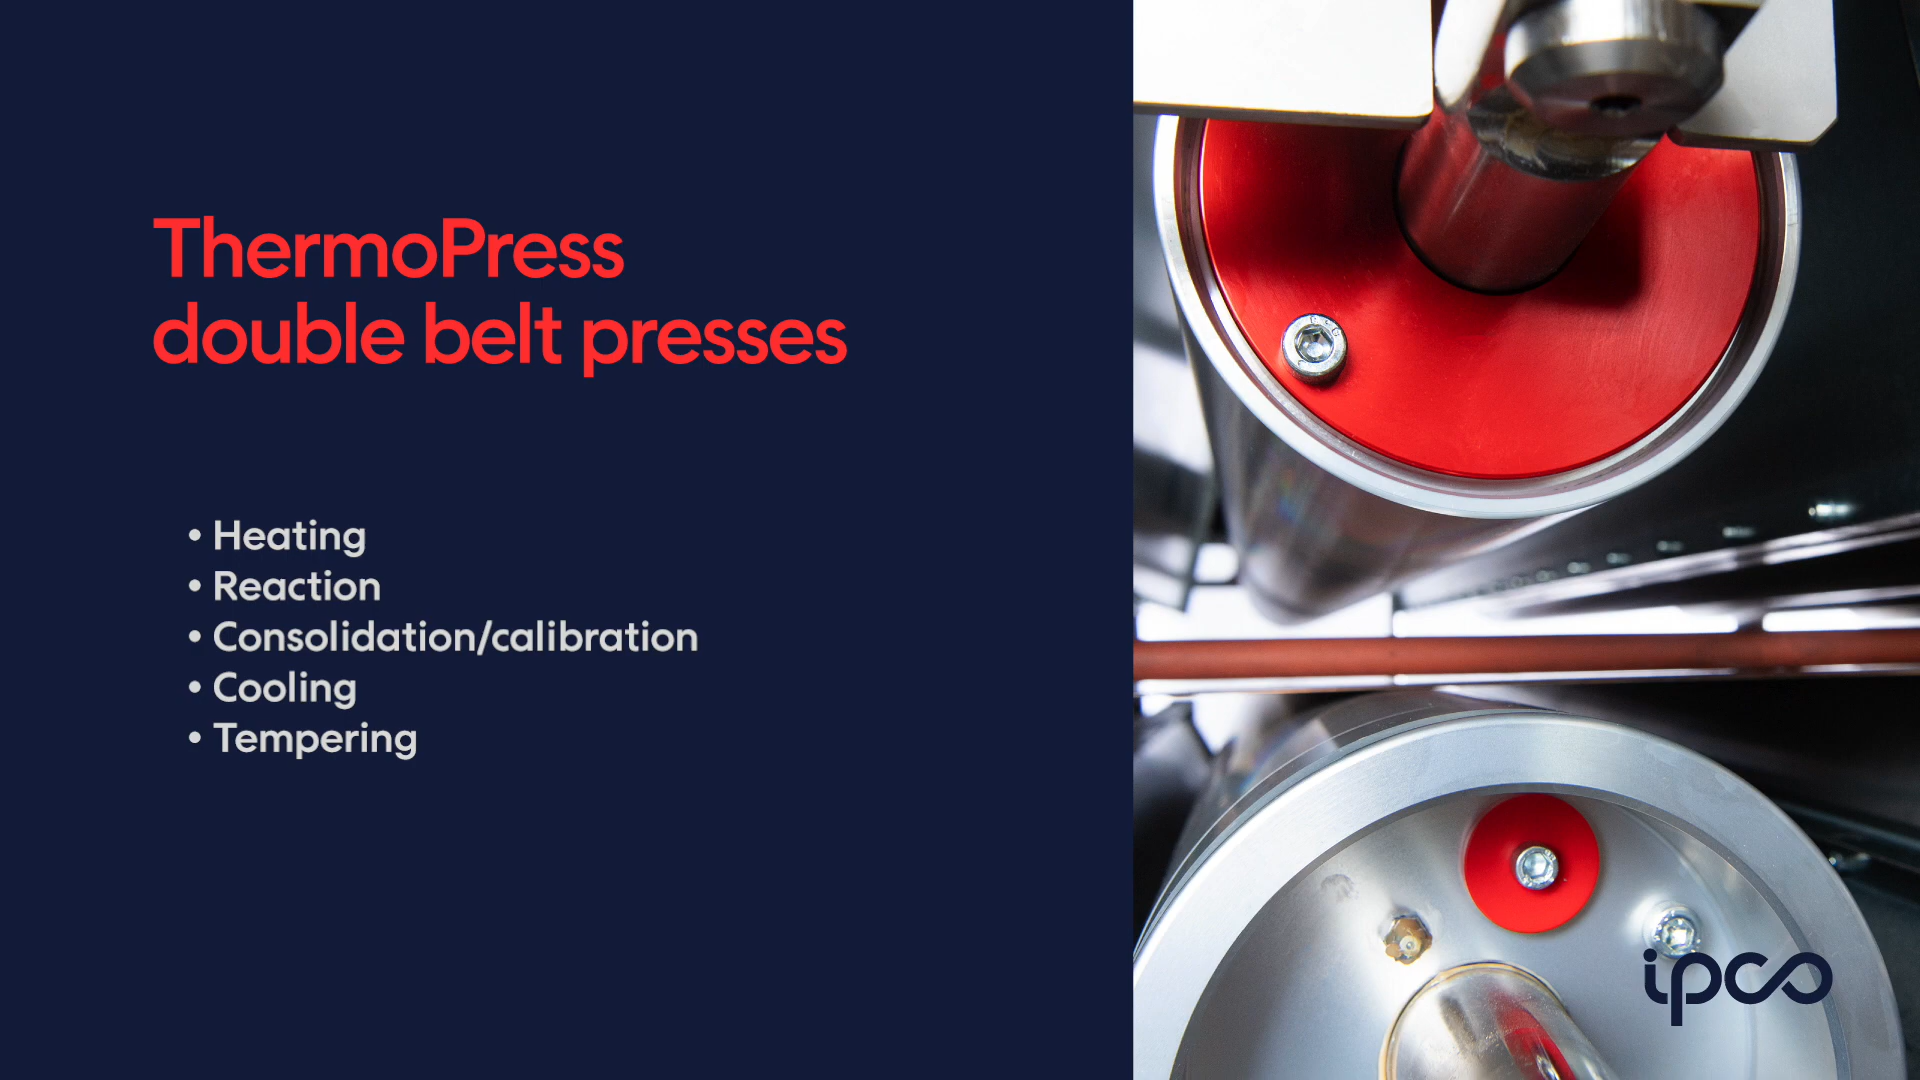 ThermoPress
double belt presses
• Heating
• Reaction
• Consolidation/calibration
• Cooling
• Tempering
ipco